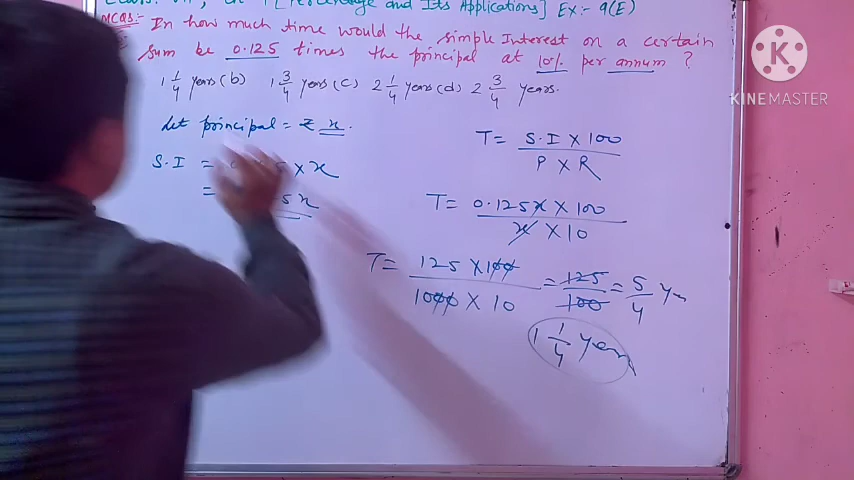 [Percentage and Its Applications] Ex:- 9(E)
MCQS:- In how much time would the simple Interest on a certain
sum be 0.125 times the principal at 10% per annum ?
1 1/4 years (b) 1 3/4 years (c) 2 1/4 years (d) 2 3/4 years.
Let principal = ₹ x.
S.I = × x
= 5x
T = S.I × 100 / P × R
T = 0.125x × 100 / x × 10
T = 125 × 100 / 1000 × 10 = 125 / 100 = 5/4 yrs
1 1/4 years
KINEMASTER